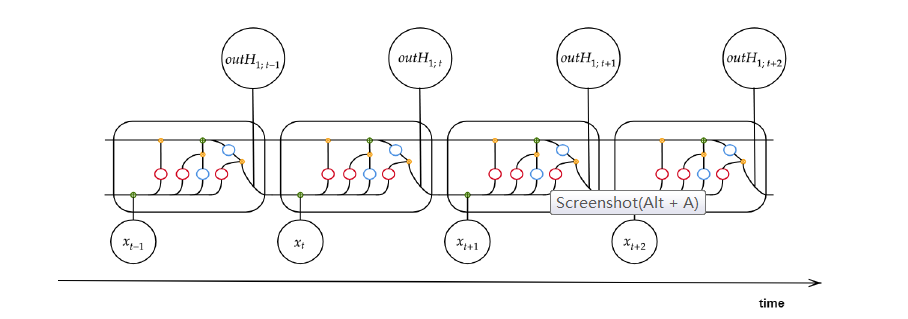 outH1; t−1 outH1; t outH1; t+1 outH1; t+2
Screenshot(Alt + A)
xt−1 xt xt+1 xt+2
time